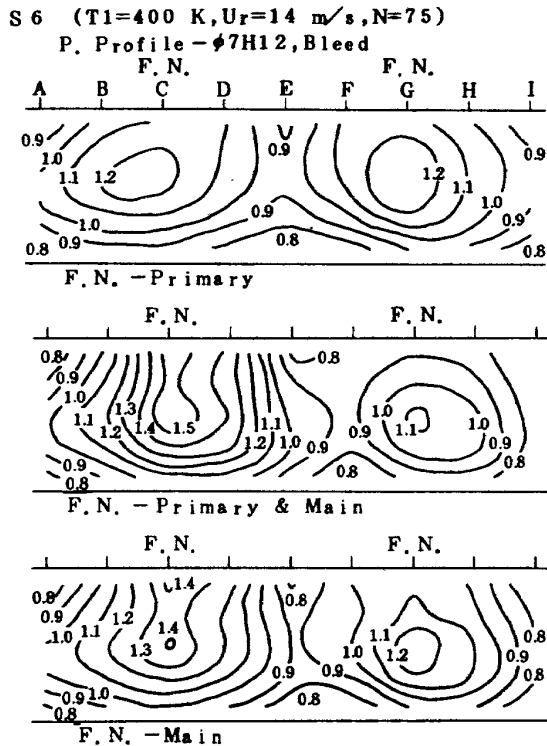 S 6 (T1=400 K,Ur=14 m/s,N=75)
P. Profile-φ7H12,Bleed
F. N. F. N.
A B C D E F G H I
0.9 0.9 0.9
1.0 1.2 1.0
1.1 1.2 1.1
1.0 0.9 0.9
0.8 0.9 0.8 0.8
F. N. -Primary
F. N. F. N.
0.8 0.8
0.9
1.0 1.3 1.0
1.1 1.4 1.5 1.1 1.1 1.0
1.2 1.2 1.0 0.9 0.9 0.9
0.9 0.8
0.8 0.8
F. N. -Primary & Main
F. N. F. N.
1.4
0.8 0.8 0.8
0.9 1.2
1.0 1.1 1.4 1.1
1.3 1.0 1.2
0.9 0.9 0.9
0.9 1.0 0.8 0.8
0.8
F. N. -Main